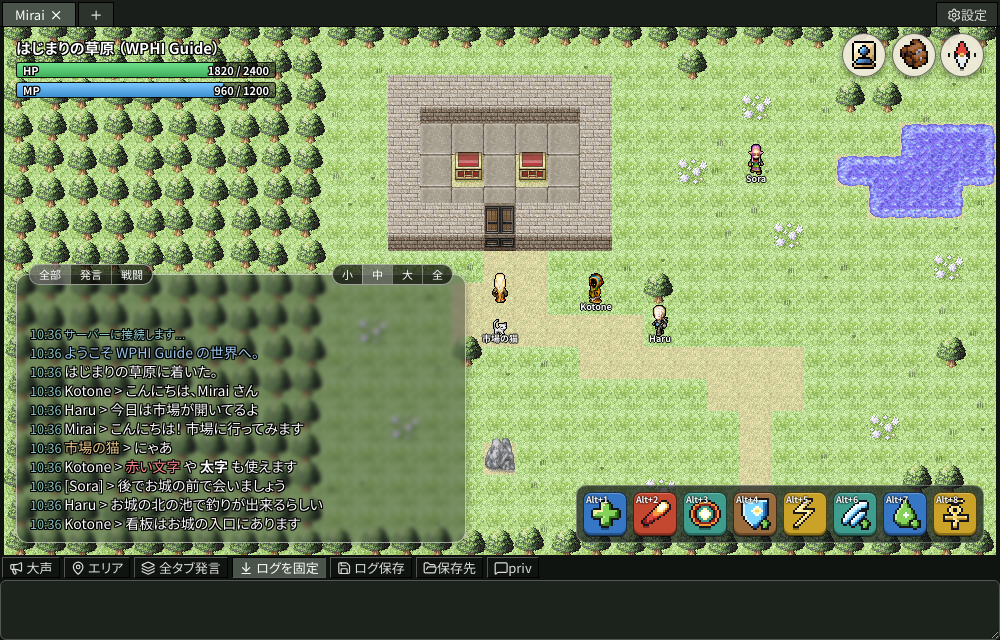 Mirai × +
設定
はじまりの草原 (WPHI Guide)
HP 1820 / 2400
MP 960 / 1200
Sora
Kotone
市場の猫
Haru
全部 発言 戦闘
小 中 大 全
10:36 サーバーに接続します...
10:36 ようこそ WPHI Guide の世界へ。
10:36 はじまりの草原に着いた。
10:36 Kotone > こんにちは、Mirai さん
10:36 Haru > 今日は市場が開いてるよ
10:36 Mirai > こんにちは! 市場に行ってみます
10:36 市場の猫 > にゃあ
10:36 Kotone > 赤い文字 や 太字 も使えます
10:36 [Sora] > 後でお城の前で会いましょう
10:36 Haru > お城の北の池で釣りが出来るらしい
10:36 Kotone > 看板はお城の入口にあります
Alt+1 Alt+2 Alt+3 Alt+4 Alt+5 Alt+6 Alt+7 Alt+8
大声 エリア 全タブ発言 ログを固定 ログ保存 保存先 priv